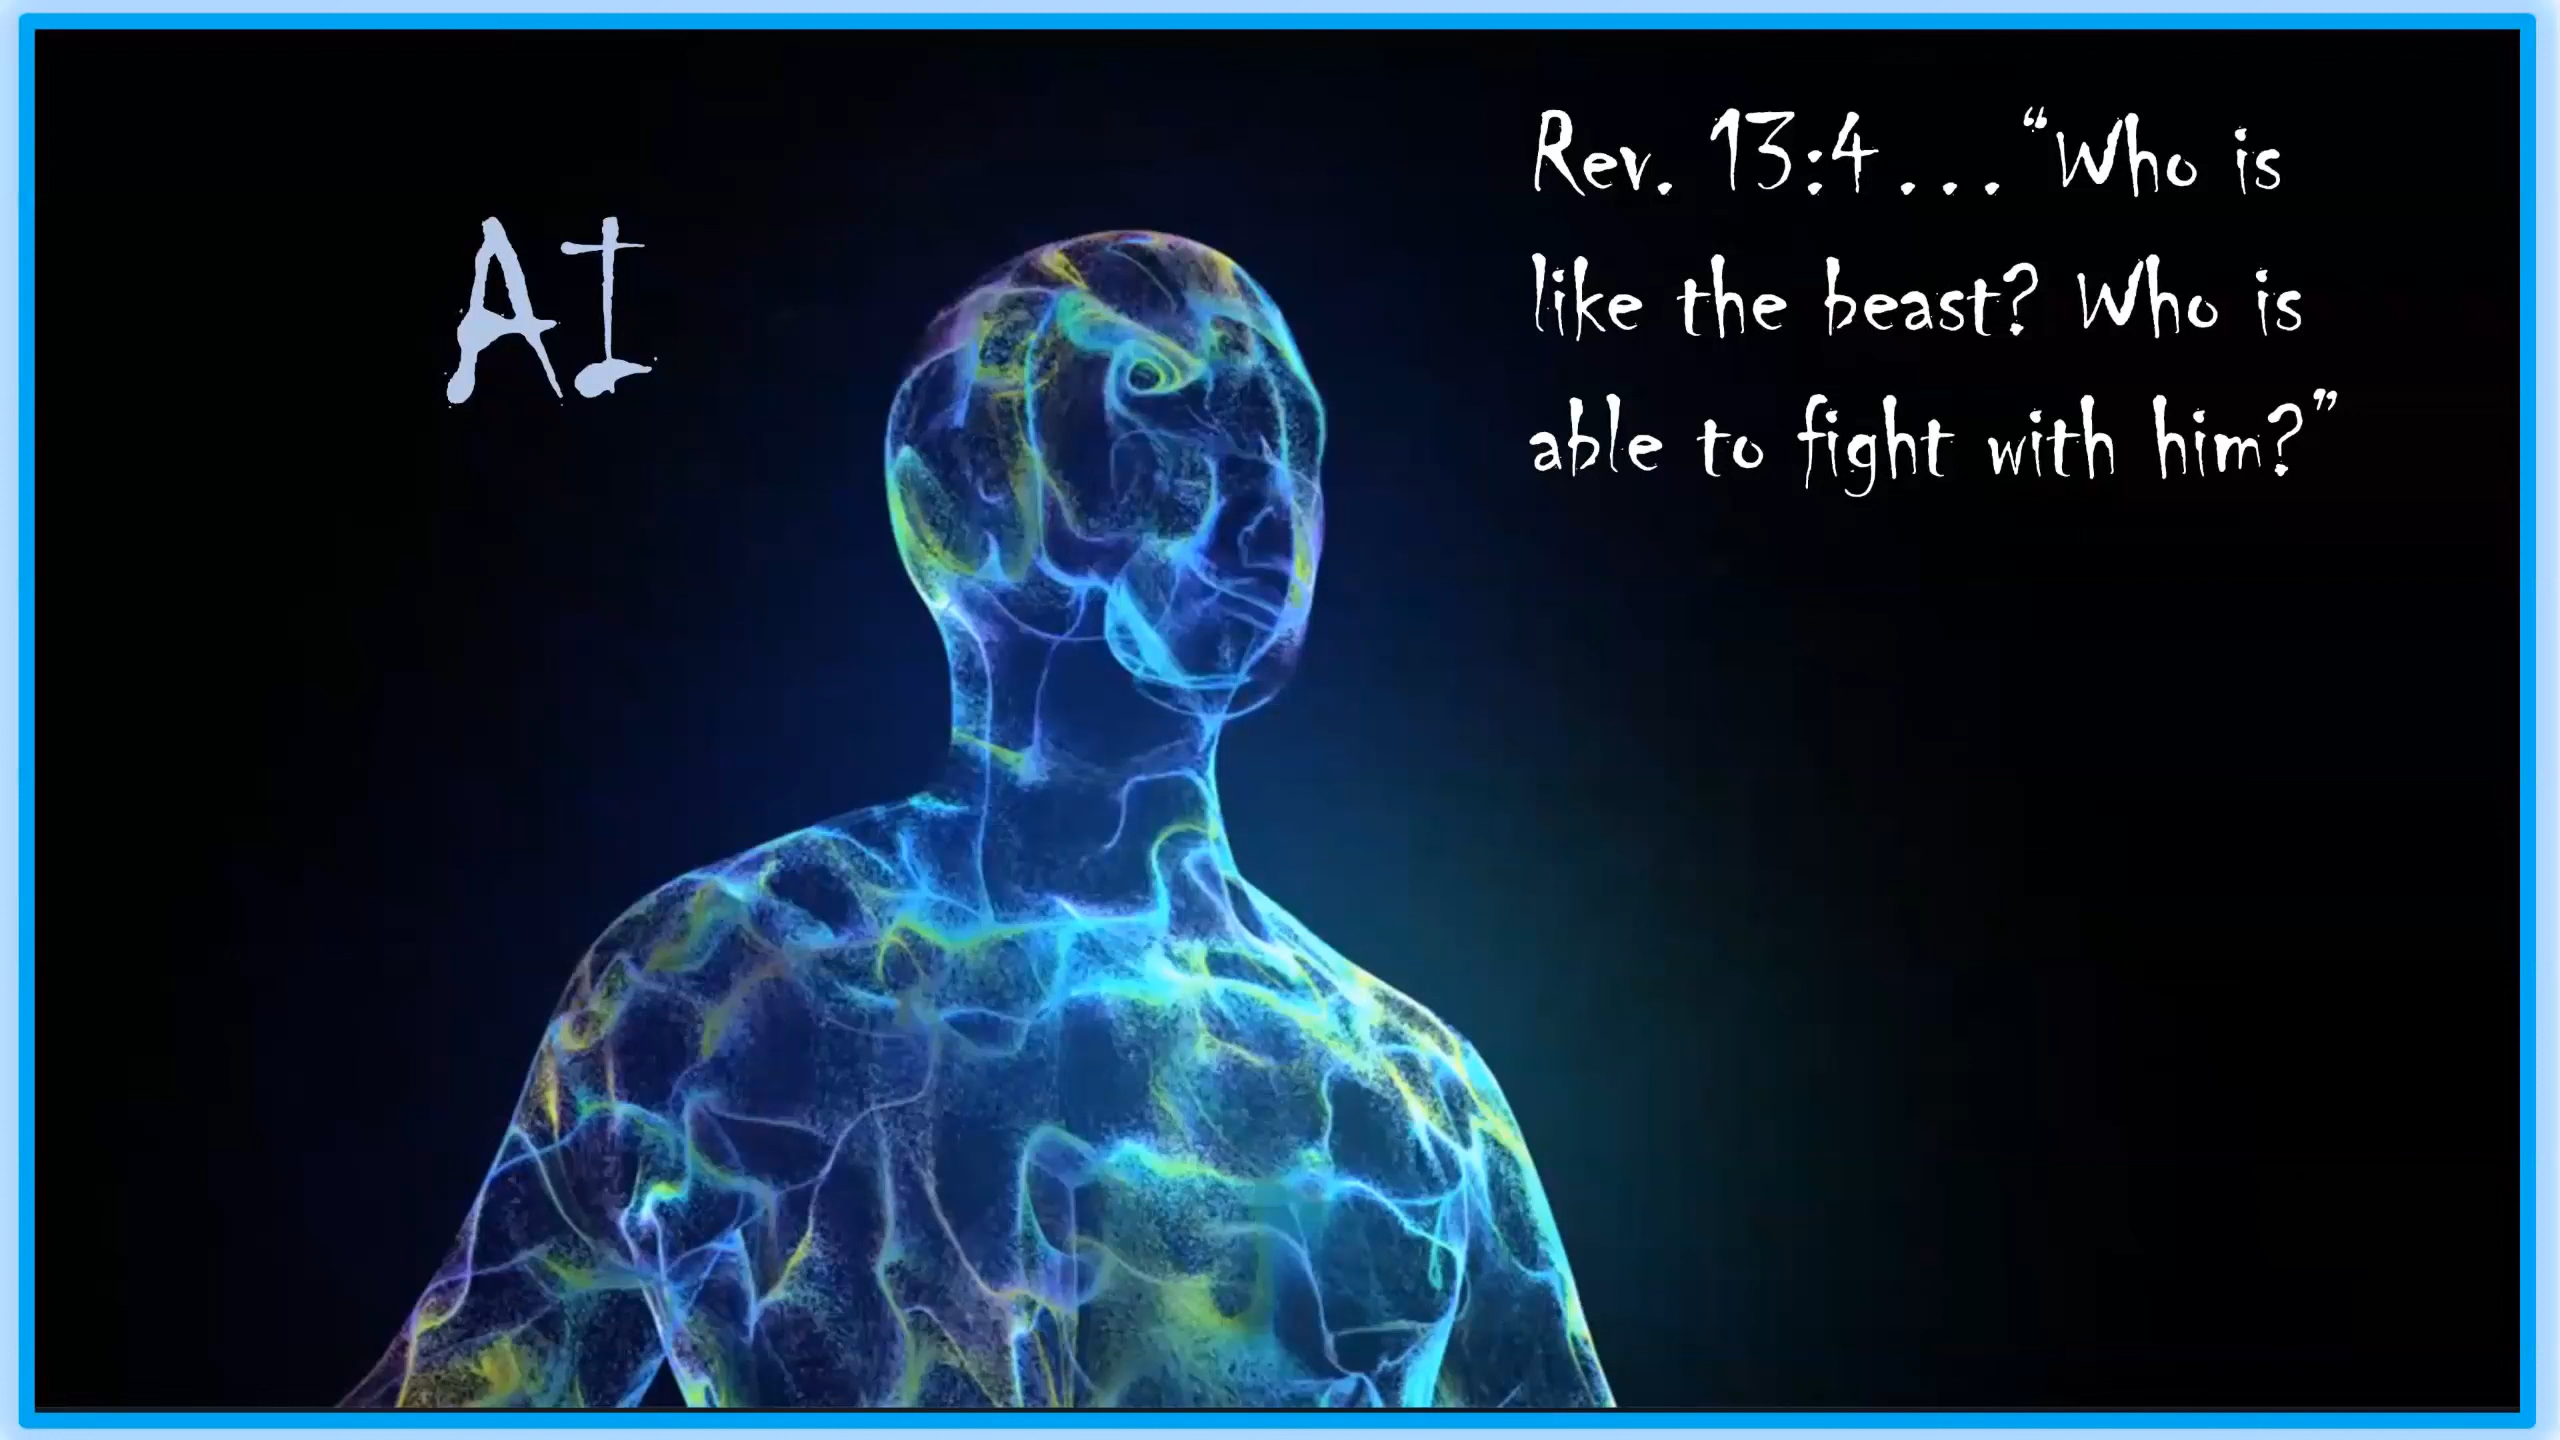 AI
Rev. 13:4...“Who is
like the beast? Who is
able to fight with him?”